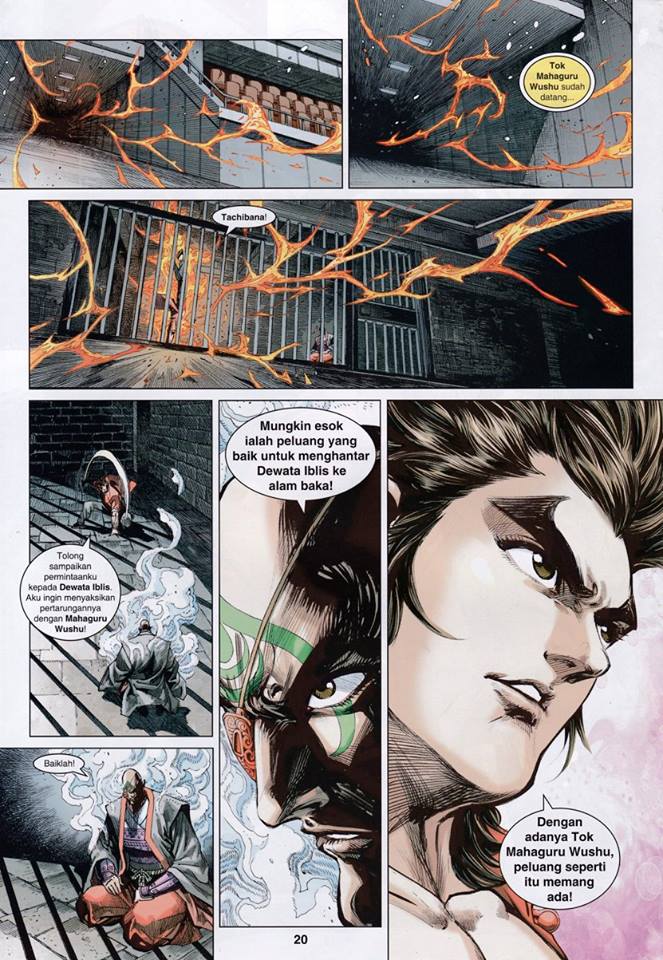 Tok
Mahaguru
Wushu sudah
datang...
Tachibana!
Tolong
sampaikan
permintaanku
kepada Dewata Iblis.
Aku ingin menyaksikan
pertarungannya
dengan Mahaguru
Wushu!
Baiklah!
Mungkin esok
ialah peluang yang
baik untuk menghantar
Dewata Iblis ke
alam baka!
Dengan
adanya Tok
Mahaguru Wushu,
peluang seperti
itu memang
ada!
20